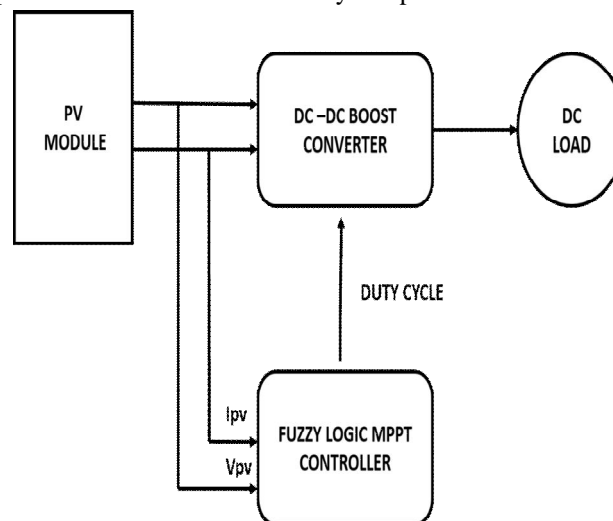 PV
MODULE
DC –DC BOOST
CONVERTER
DC
LOAD
DUTY CYCLE
Ipv
Vpv
FUZZY LOGIC MPPT
CONTROLLER